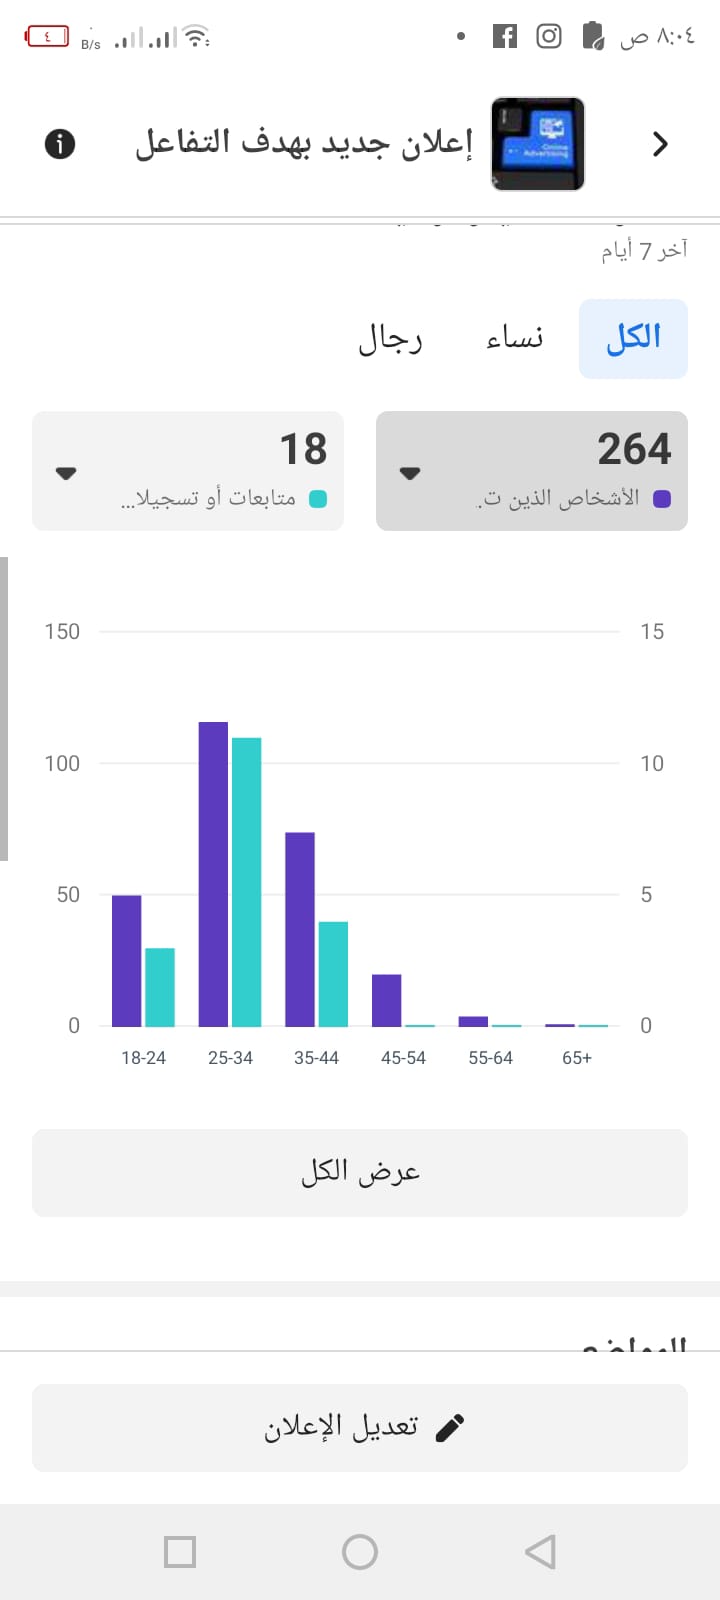 ٨:٠٤ ص
B/s
٤
إعلان جديد بهدف التفاعل
Online
Advertising
آخر 7 أيام
الكل
نساء
رجال
264
الأشخاص الذين ت.
18
متابعات أو تسجيلا...
150
15
100
10
50
5
0
0
18-24
25-34
35-44
45-54
55-64
65+
عرض الكل
تعديل الإعلان